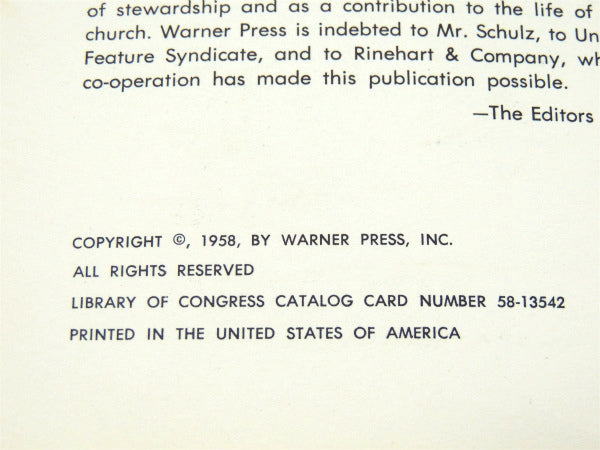 of stewardship and as a contribution to the life of
church. Warner Press is indebted to Mr. Schulz, to Un
Feature Syndicate, and to Rinehart & Company, wh
co-operation has made this publication possible.
—The Editors
COPYRIGHT ©, 1958, BY WARNER PRESS, INC.
ALL RIGHTS RESERVED
LIBRARY OF CONGRESS CATALOG CARD NUMBER 58-13542
PRINTED IN THE UNITED STATES OF AMERICA